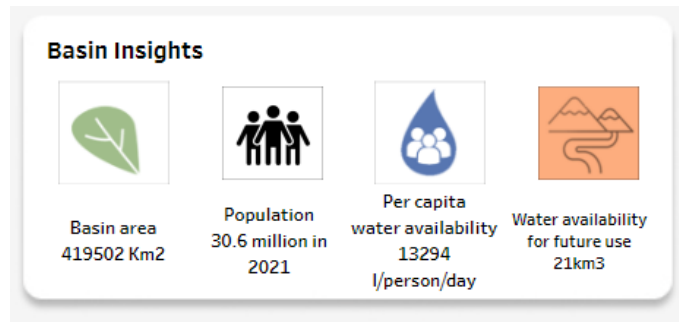 Basin Insights
Basin area
419502 Km2
Population
30.6 million in
2021
Per capita
water availability
13294
l/person/day
Water availability
for future use
21km3